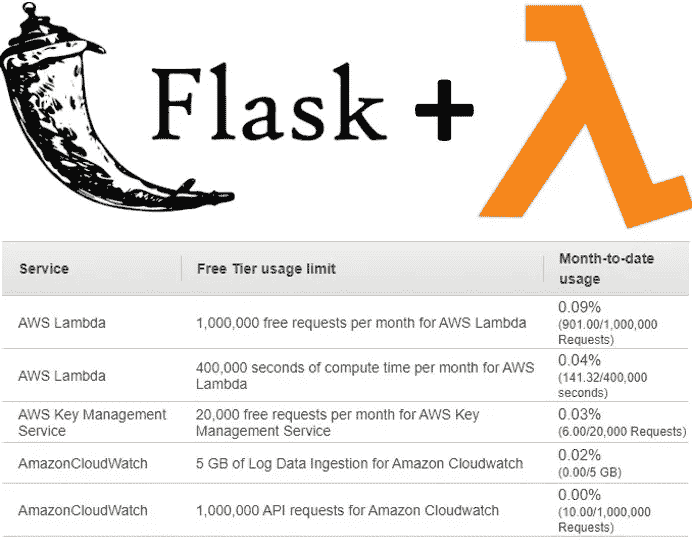 Flask +
Service Free Tier usage limit Month-to-date
usage
AWS Lambda 1,000,000 free requests per month for AWS Lambda 0.09%
(901.00/1,000,000
Requests)
AWS Lambda 400,000 seconds of compute time per month for AWS
Lambda 0.04%
(141.32/400,000
seconds)
AWS Key Management
Service 20,000 free requests per month for AWS Key
Management Service 0.03%
(6.00/20,000 Requests)
AmazonCloudWatch 5 GB of Log Data Ingestion for Amazon Cloudwatch 0.02%
(0.00/5 GB)
AmazonCloudWatch 1,000,000 API requests for Amazon Cloudwatch 0.00%
(10.00/1,000,000
Requests)